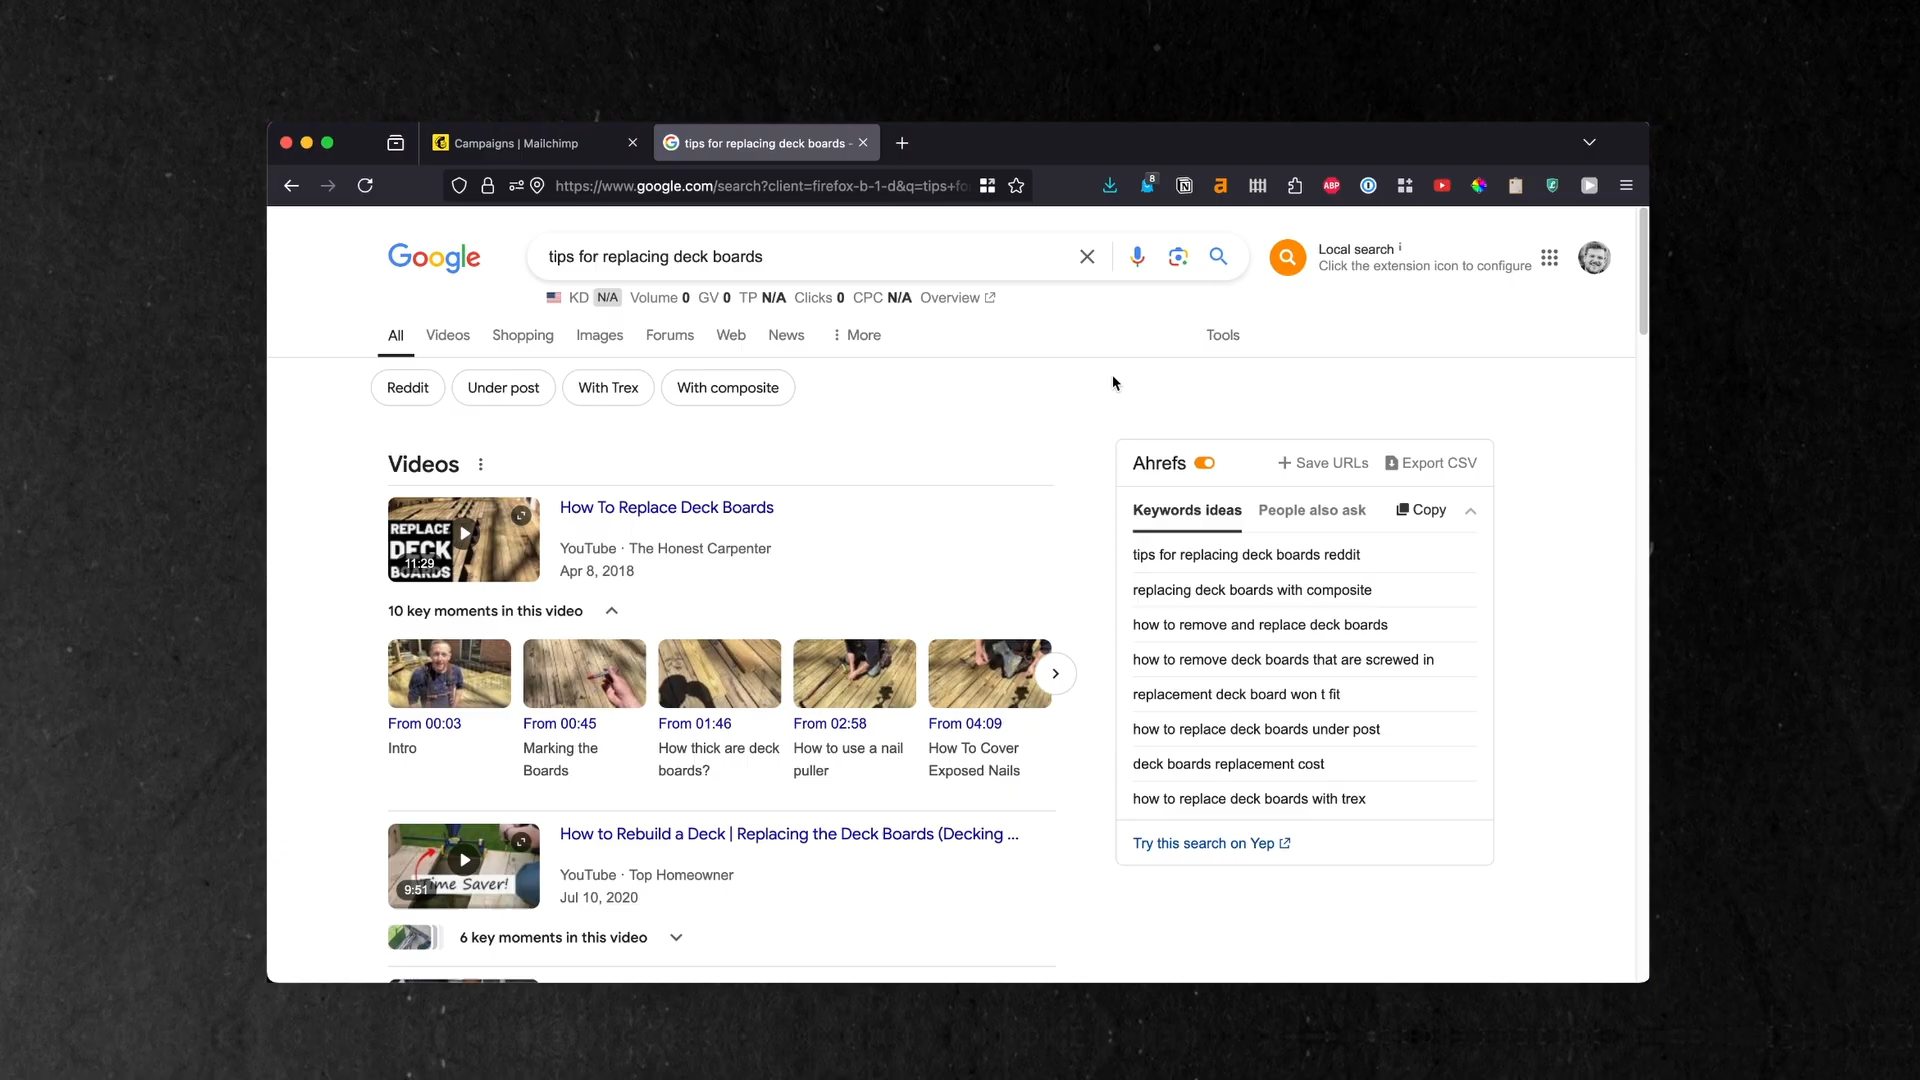 Campaigns | Mailchimp
tips for replacing deck boards -
https://www.google.com/search?client=firefox-b-1-d&q=tips+fo
8
ABP
Google
tips for replacing deck boards
Local search i
Click the extension icon to configure
KD N/A Volume 0 GV 0 TP N/A Clicks 0 CPC N/A Overview
All Videos Shopping Images Forums Web News More Tools
Reddit Under post With Trex With composite
Videos
REPLACE
DECK
BOARDS
11:29
How To Replace Deck Boards
YouTube · The Honest Carpenter
Apr 8, 2018
10 key moments in this video
From 00:03
Intro
From 00:45
Marking the
Boards
From 01:46
How thick are deck
boards?
From 02:58
How to use a nail
puller
From 04:09
How To Cover
Exposed Nails
Time Saver!
9:51
How to Rebuild a Deck | Replacing the Deck Boards (Decking ...
YouTube · Top Homeowner
Jul 10, 2020
6 key moments in this video
Ahrefs
Save URLs
Export CSV
Keywords ideas People also ask Copy
tips for replacing deck boards reddit
replacing deck boards with composite
how to remove and replace deck boards
how to remove deck boards that are screwed in
replacement deck board won t fit
how to replace deck boards under post
deck boards replacement cost
how to replace deck boards with trex
Try this search on Yep